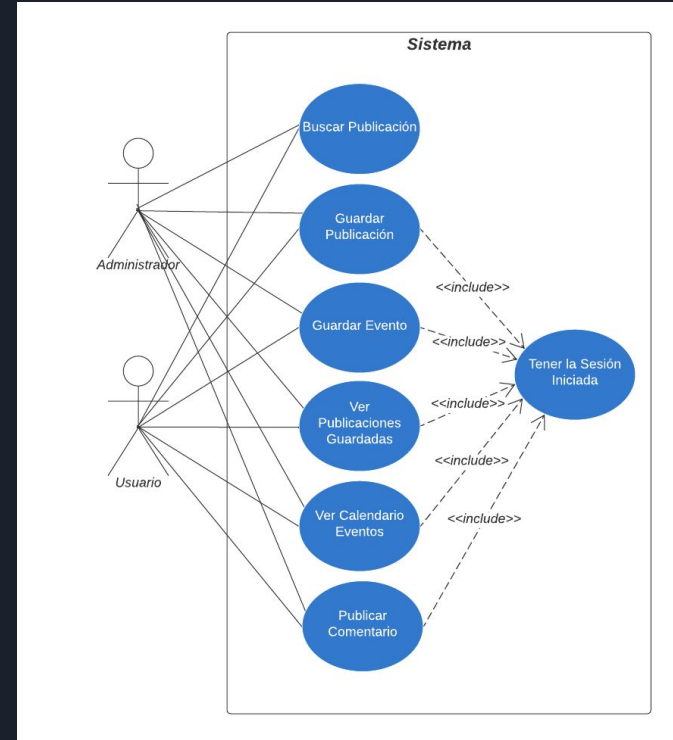 Sistema
Buscar Publicación
Administrador
Guardar
Publicación
<<include>>
Guardar Evento
<<include>>
Tener la Sesión
Iniciada
Usuario
Ver
Publicaciones
Guardadas
<<include>>
Ver Calendario
Eventos
<<include>>
Publicar
Comentario
<<include>>